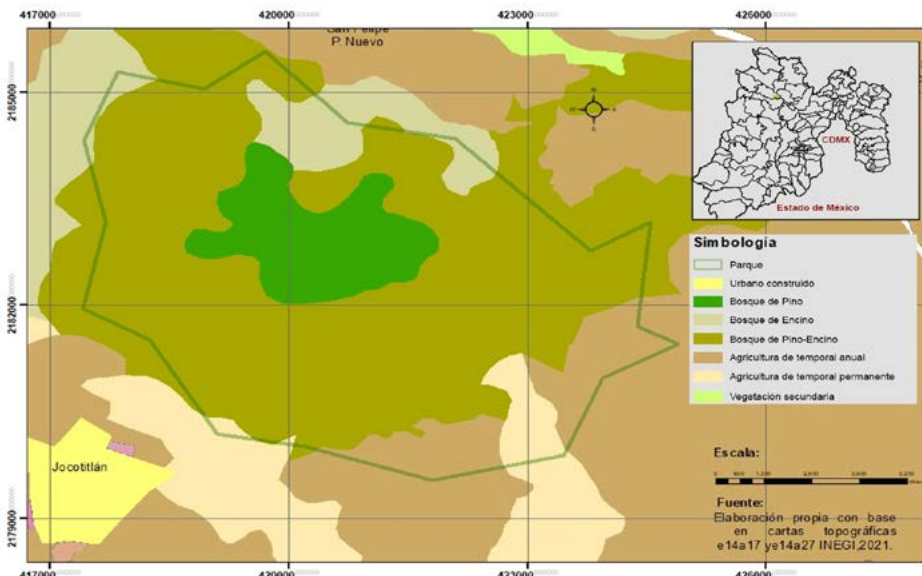 417000
420000
423000
426000
San Felipe
P. Nuevo
2185000
2182000
2179000
CDMX
Estado de México
Simbología
Parque
Urbano construido
Bosque de Pino
Bosque de Encino
Bosque de Pino-Encino
Agricultura de temporal anual
Agricultura de temporal permanente
Vegetación secundaria
Jocotitlán
Escala:
Fuente:
Elaboración propia con base
en cartas topográficas
e14a17 ye14a27 INEGI,2021.
417000
420000
423000
426000